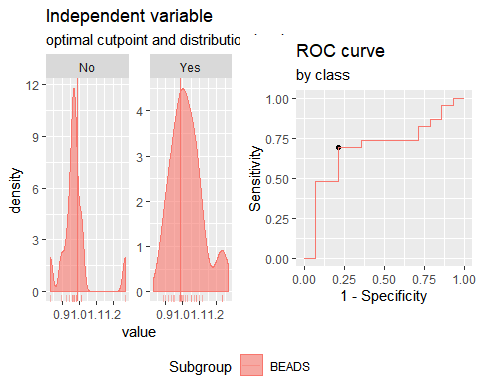 Independent variable
optimal cutpoint and distributio
No
Yes
12
9
6
3
0
density
4
3
2
1
0
0.91.01.11.2
0.91.01.11.2
value
ROC curve
by class
1.00
0.75
0.50
0.25
0.00
Sensitivity
0.00
0.25
0.50
0.75
1.00
1 - Specificity
Subgroup
BEADS